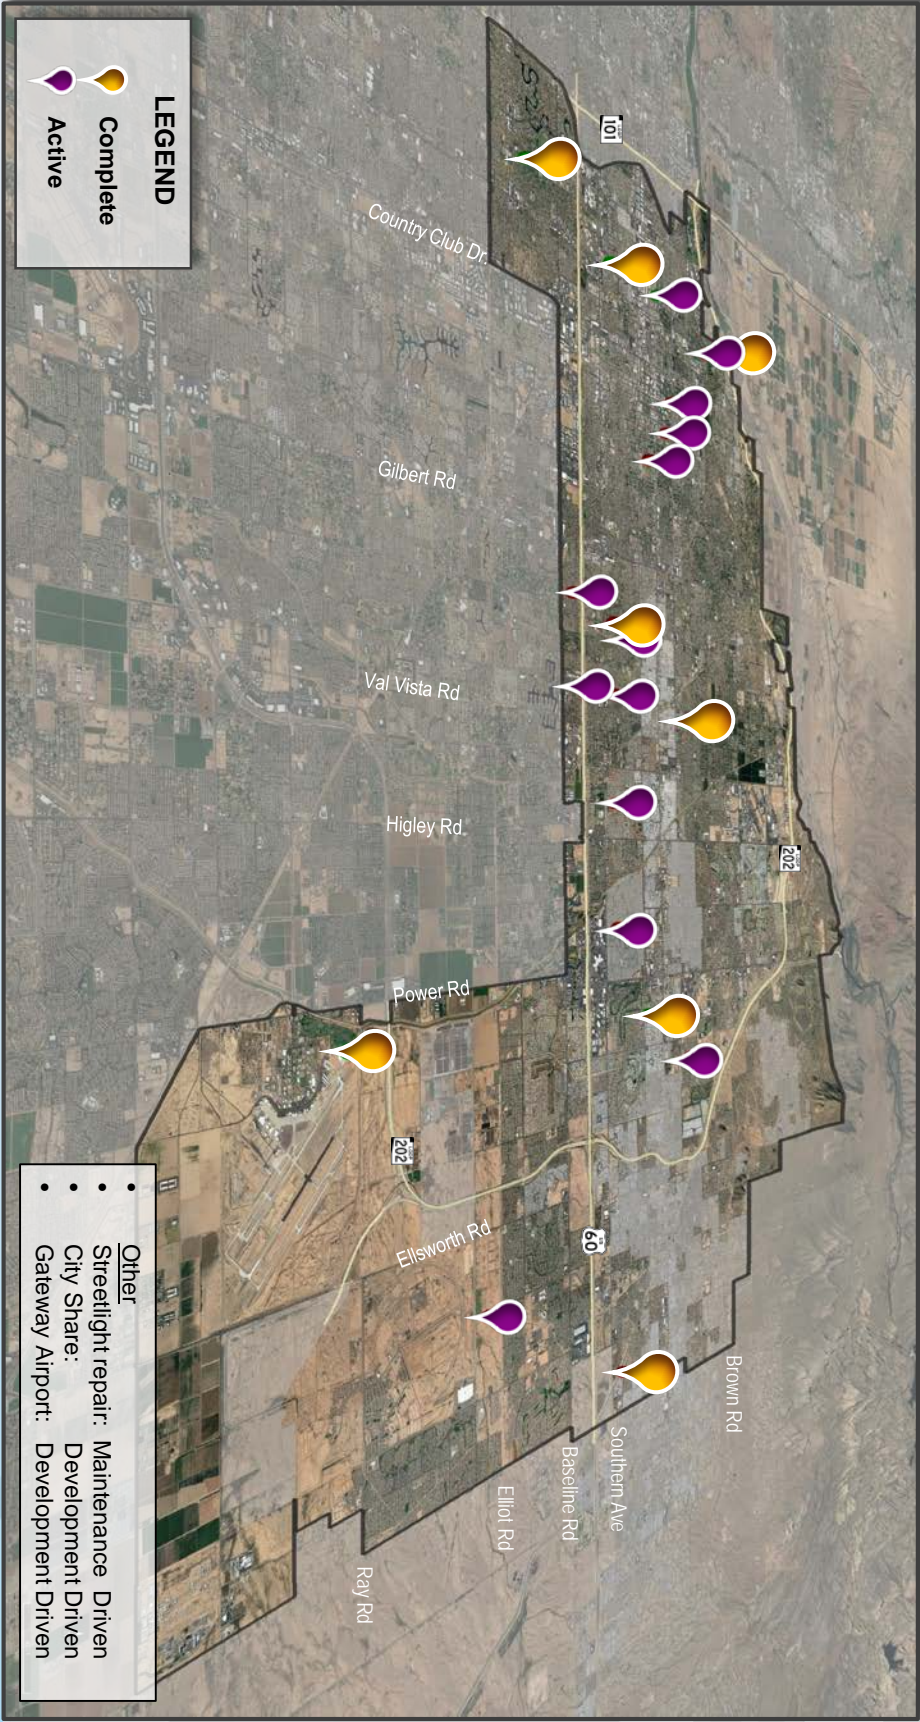 LEGEND
Complete
Active
101
Country Club Dr.
Gilbert Rd
Val Vista Rd
Higley Rd.
Power Rd
Ellsworth Rd
202
202
60
Brown Rd
Southern Ave
Baseline Rd
Elliot Rd
Ray Rd
• Other
• Streetlight repair: Maintenance Driven
• City Share: Development Driven
• Gateway Airport: Development Driven